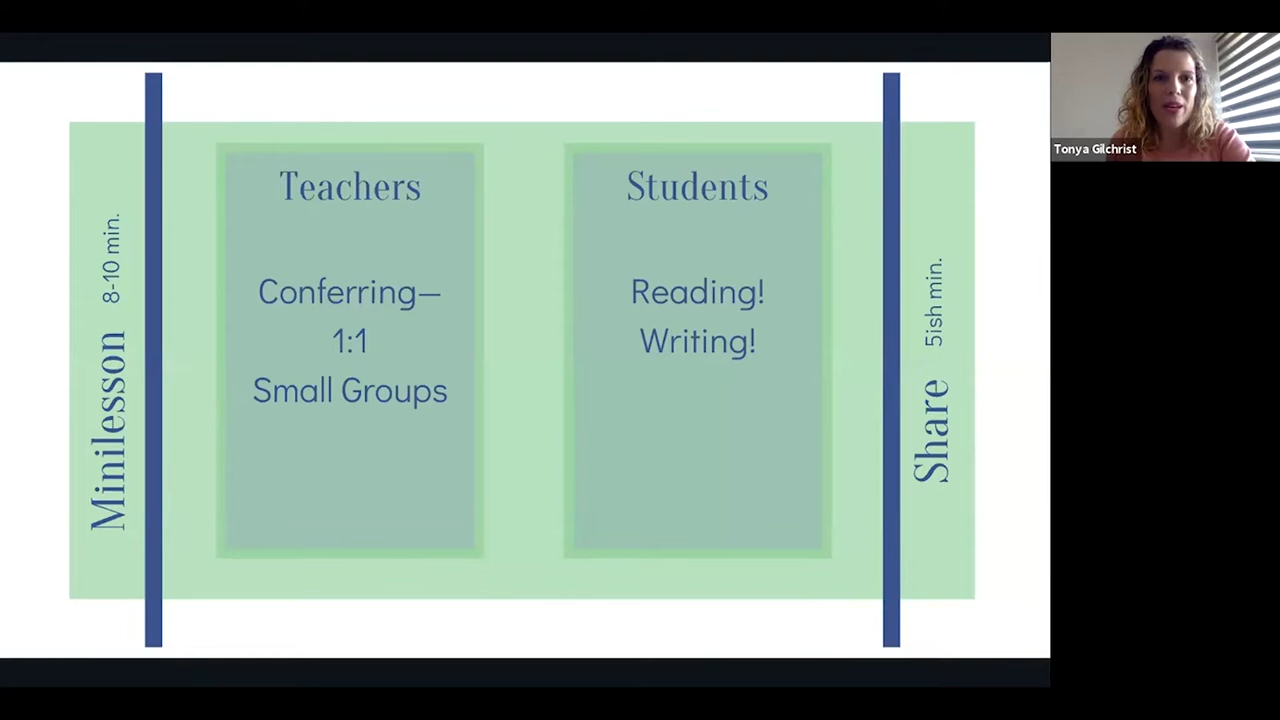 Minilesson 8-10 min.
Teachers
Conferring—
1:1
Small Groups
Students
Reading!
Writing!
Share 5ish min.
Tonya Gilchrist